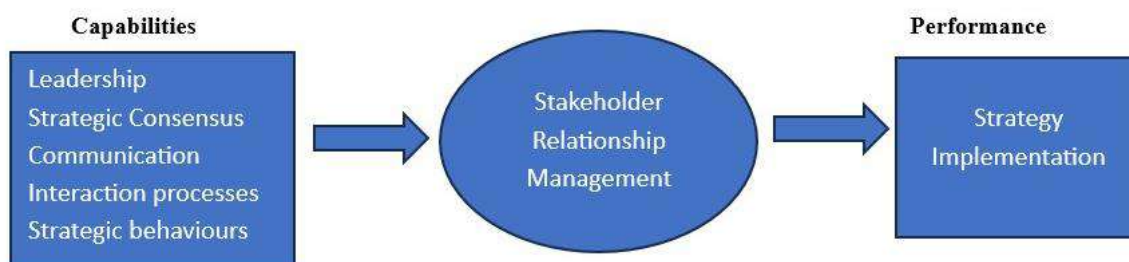 Capabilities
Performance
Leadership
Strategic Consensus
Communication
Interaction processes
Strategic behaviours
Stakeholder
Relationship
Management
Strategy
Implementation